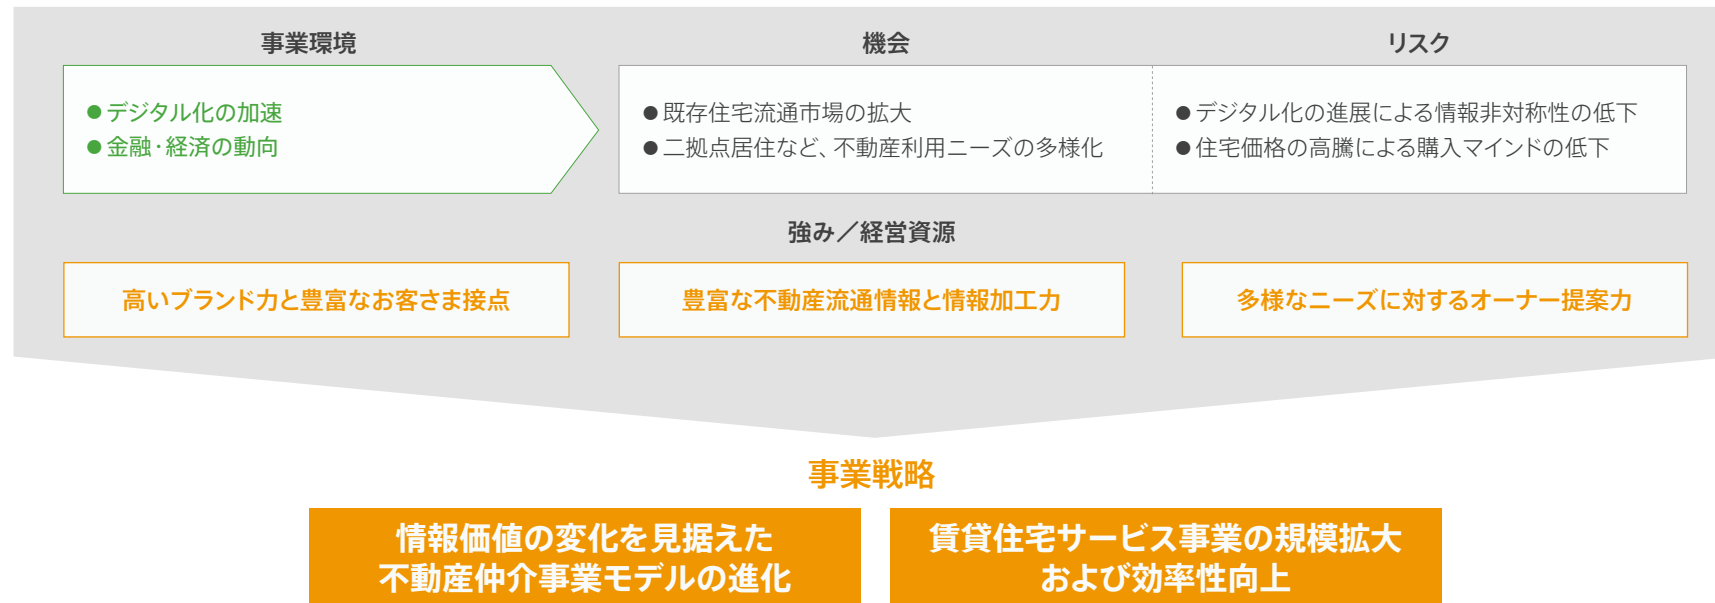 事業環境
●デジタル化の加速
●金融・経済の動向
機会
●既存住宅流通市場の拡大
●二拠点居住など、不動産利用ニーズの多様化
リスク
●デジタル化の進展による情報非対称性の低下
●住宅価格の高騰による購入マインドの低下
強み／経営資源
高いブランド力と豊富なお客さま接点
豊富な不動産流通情報と情報加工力
多様なニーズに対するオーナー提案力
事業戦略
情報価値の変化を見据えた
不動産仲介事業モデルの進化
賃貸住宅サービス事業の規模拡大
および効率性向上